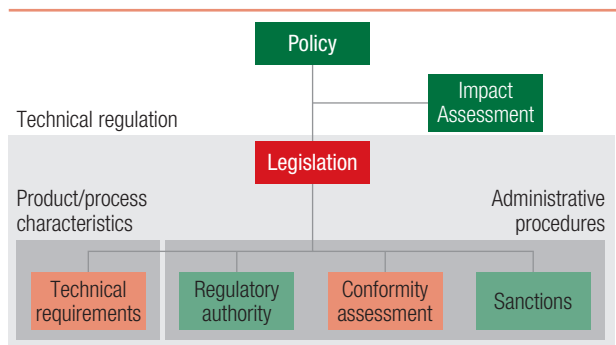 Policy
Impact
Assessment
Technical regulation
Legislation
Product/process
characteristics
Administrative
procedures
Technical
requirements
Regulatory
authority
Conformity
assessment
Sanctions